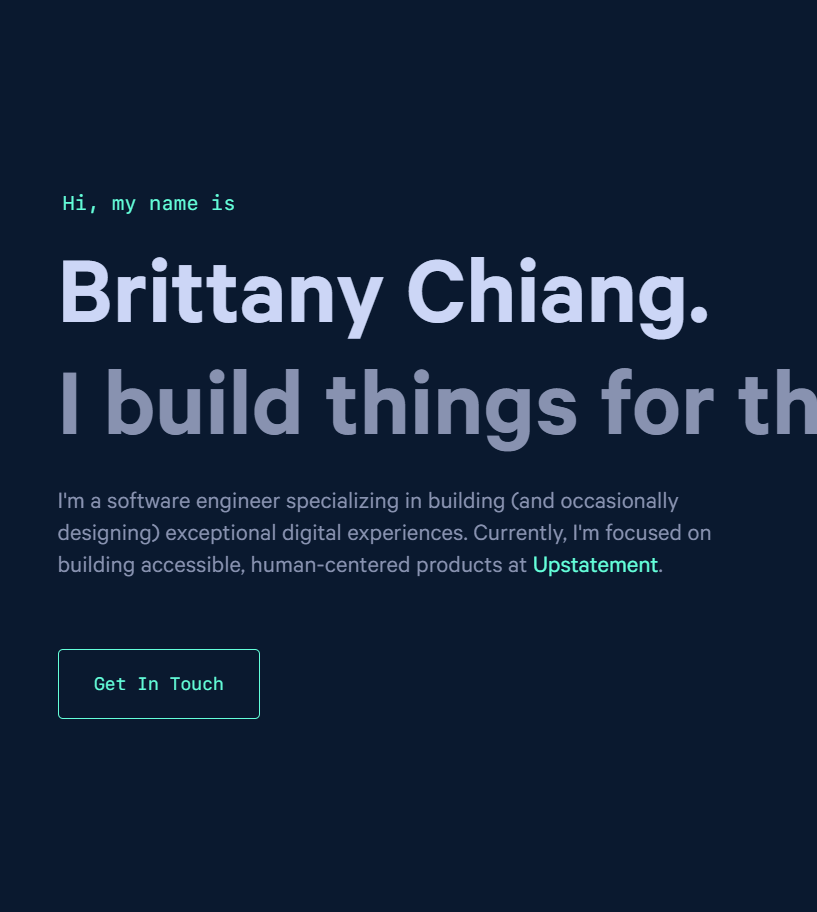 Hi, my name is
Brittany Chiang.
I build things for th
I'm a software engineer specializing in building (and occasionally
designing) exceptional digital experiences. Currently, I'm focused on
building accessible, human-centered products at Upstatement.
Get In Touch